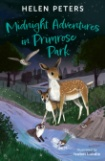 HELEN PETERS
Midnight Adventures
in Primrose
Park